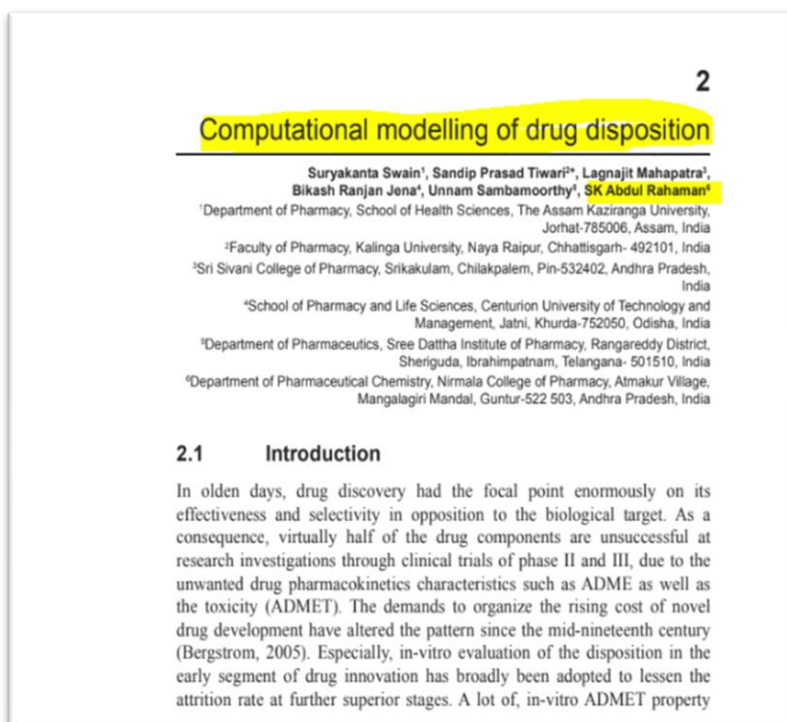 2
Computational modelling of drug disposition
Suryakanta Swain¹, Sandip Prasad Tiwari²*, Lagnajit Mahapatra³,
Bikash Ranjan Jena⁴, Unnam Sambamoorthy⁵, SK Abdul Rahaman⁶
¹Department of Pharmacy, School of Health Sciences, The Assam Kaziranga University,
Jorhat-785006, Assam, India
²Faculty of Pharmacy, Kalinga University, Naya Raipur, Chhattisgarh- 492101, India
³Sri Sivani College of Pharmacy, Srikakulam, Chilakpalem, Pin-532402, Andhra Pradesh,
India
⁴School of Pharmacy and Life Sciences, Centurion University of Technology and
Management, Jatni, Khurda-752050, Odisha, India
⁵Department of Pharmaceutics, Sree Dattha Institute of Pharmacy, Rangareddy District,
Sheriguda, Ibrahimpatnam, Telangana- 501510, India
⁶Department of Pharmaceutical Chemistry, Nirmala College of Pharmacy, Atmakur Village,
Mangalagiri Mandal, Guntur-522 503, Andhra Pradesh, India
2.1 Introduction
In olden days, drug discovery had the focal point enormously on its
effectiveness and selectivity in opposition to the biological target. As a
consequence, virtually half of the drug components are unsuccessful at
research investigations through clinical trials of phase II and III, due to the
unwanted drug pharmacokinetics characteristics such as ADME as well as
the toxicity (ADMET). The demands to organize the rising cost of novel
drug development have altered the pattern since the mid-nineteenth century
(Bergstrom, 2005). Especially, in-vitro evaluation of the disposition in the
early segment of drug innovation has broadly been adopted to lessen the
attrition rate at further superior stages. A lot of, in-vitro ADMET property